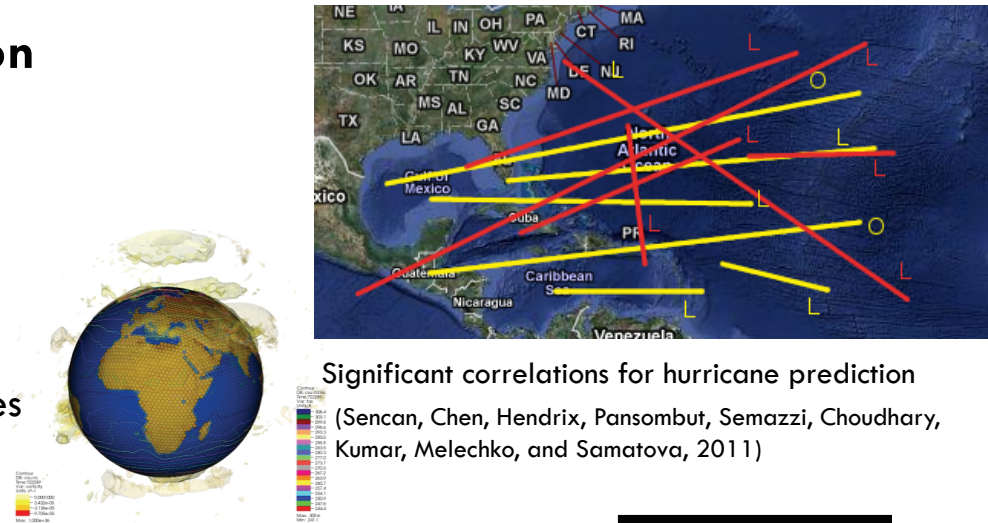 on
NE
IA
MA
IL IN OH PA
CT
RI
KS MO KY WV VA
DE NJ
L
OK AR TN NC MD
MS AL SC
TX
GA
LA
L
L
O
North
Atlantic
Ocean
L
L
L
Gulf of
Mexico
xico
L
Cuba
PR
L
O
Guatemala
Caribbean
Sea
L
Nicaragua
L
L
Venezuela
es
Significant correlations for hurricane prediction
(Sencan, Chen, Hendrix, Pansombut, Semazzi, Choudhary,
Kumar, Melechko, and Samatova, 2011)